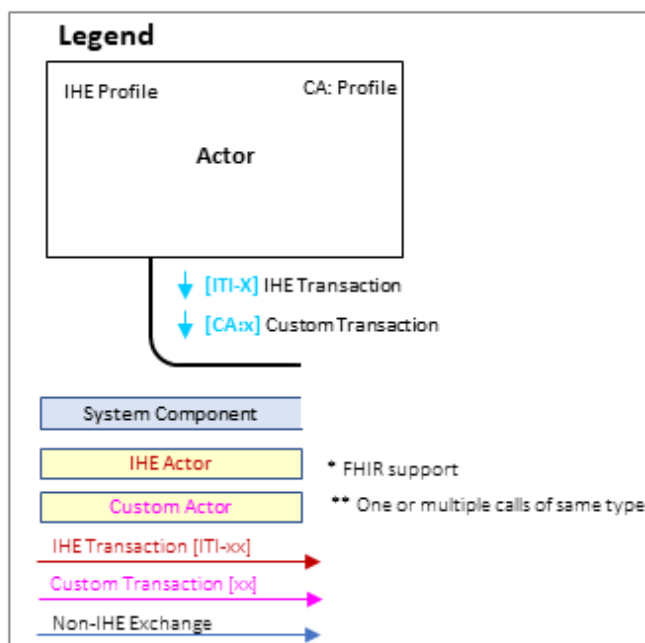 Legend
IHE Profile
CA: Profile
Actor
[ITI-X] IHE Transaction
[CA:x] Custom Transaction
System Component
IHE Actor
* FHIR support
Custom Actor
** One or multiple calls of same type
IHE Transaction [ITI-xx]
Custom Transaction [xx]
Non-IHE Exchange